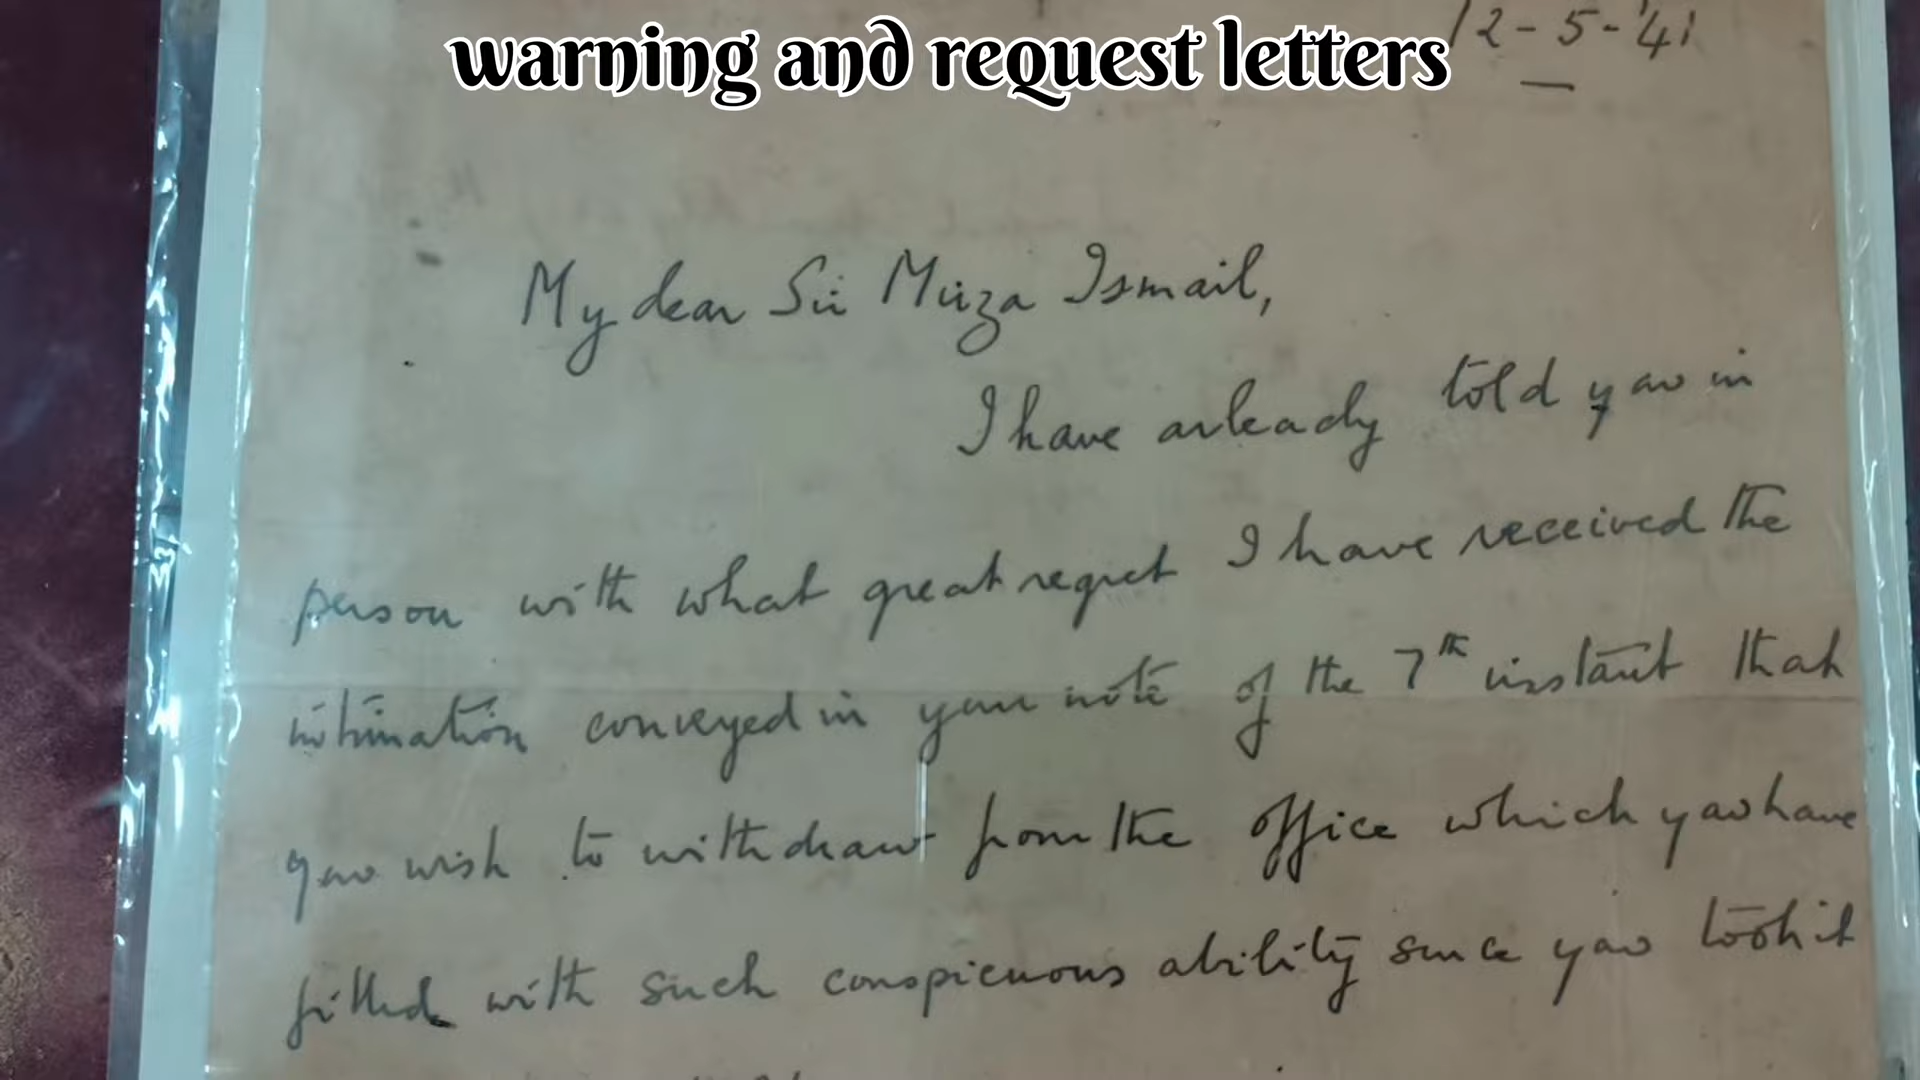 warning and request letters
12-5-'41
My dear Sir Mirza Ismail,
I have already told you in
person with what great regret I have received the
intimation conveyed in your note of the 7th instant that
you wish to withdraw from the office which you have
filled with such conspicuous ability since you took it